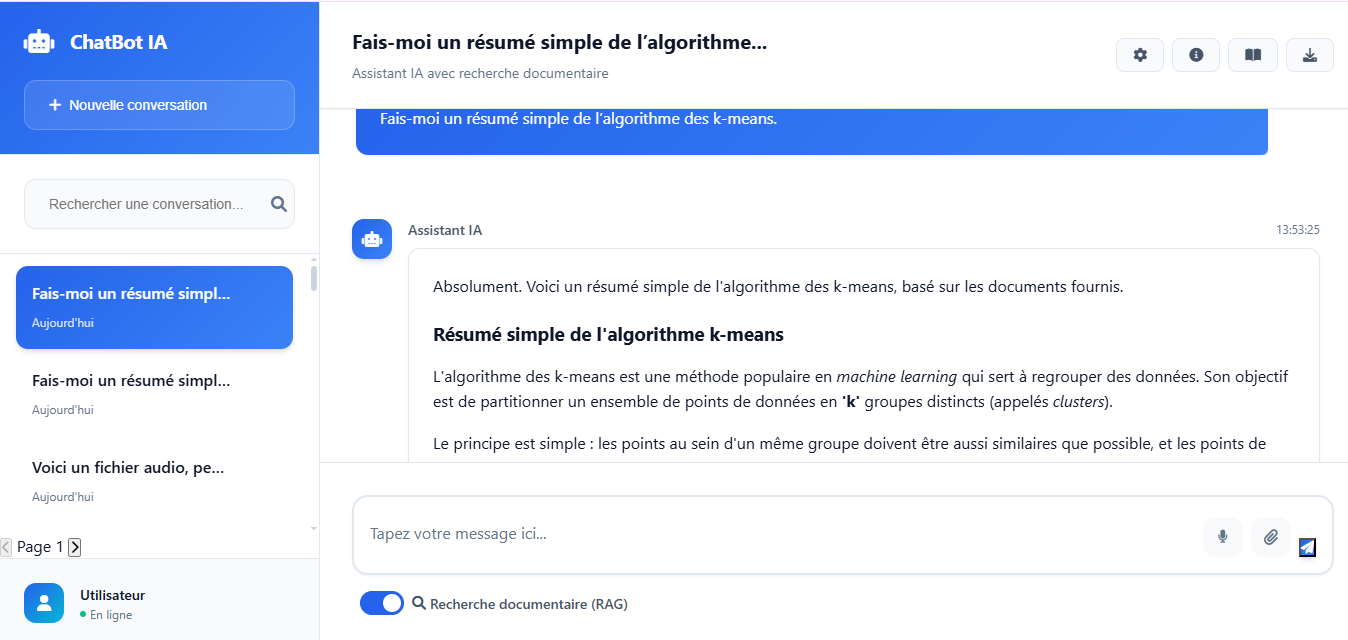 ChatBot IA
Nouvelle conversation
Rechercher une conversation...
Fais-moi un résumé simpl...
Aujourd'hui
Fais-moi un résumé simpl...
Aujourd'hui
Voici un fichier audio, pe...
Aujourd'hui
Page 1
Utilisateur
En ligne
Fais-moi un résumé simple de l’algorithme...
Assistant IA avec recherche documentaire
Fais-moi un résumé simple de l’algorithme des k-means.
Assistant IA
13:53:25
Absolument. Voici un résumé simple de l'algorithme des k-means, basé sur les documents fournis.
Résumé simple de l'algorithme k-means
L'algorithme des k-means est une méthode populaire en machine learning qui sert à regrouper des données. Son objectif
est de partitionner un ensemble de points de données en 'k' groupes distincts (appelés clusters).
Le principe est simple : les points au sein d'un même groupe doivent être aussi similaires que possible, et les points de
Tapez votre message ici...
Recherche documentaire (RAG)